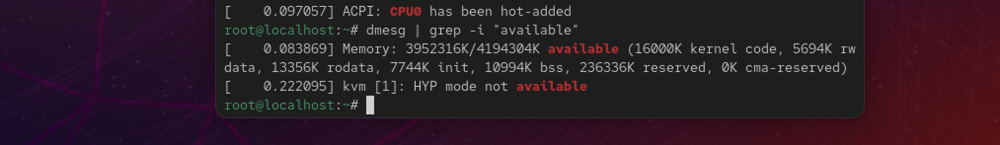 [    0.097057] ACPI: CPU0 has been hot-added
root@localhost:~# dmesg | grep -i "available"
[    0.083869] Memory: 3952316K/4194304K available (16000K kernel code, 5694K rw
data, 13356K rodata, 7744K init, 10994K bss, 236336K reserved, 0K cma-reserved)
[    0.222095] kvm [1]: HYP mode not available
root@localhost:~#